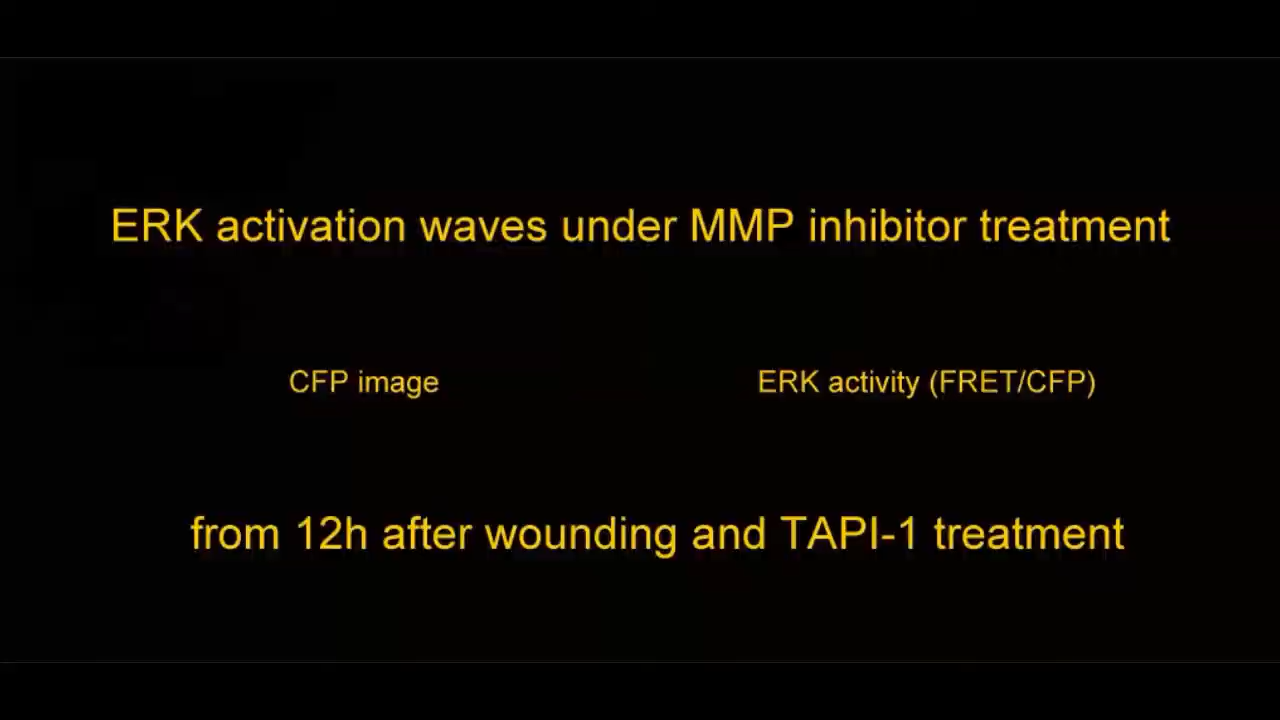 ERK activation waves under MMP inhibitor treatment
CFP image
ERK activity (FRET/CFP)
from 12h after wounding and TAPI-1 treatment